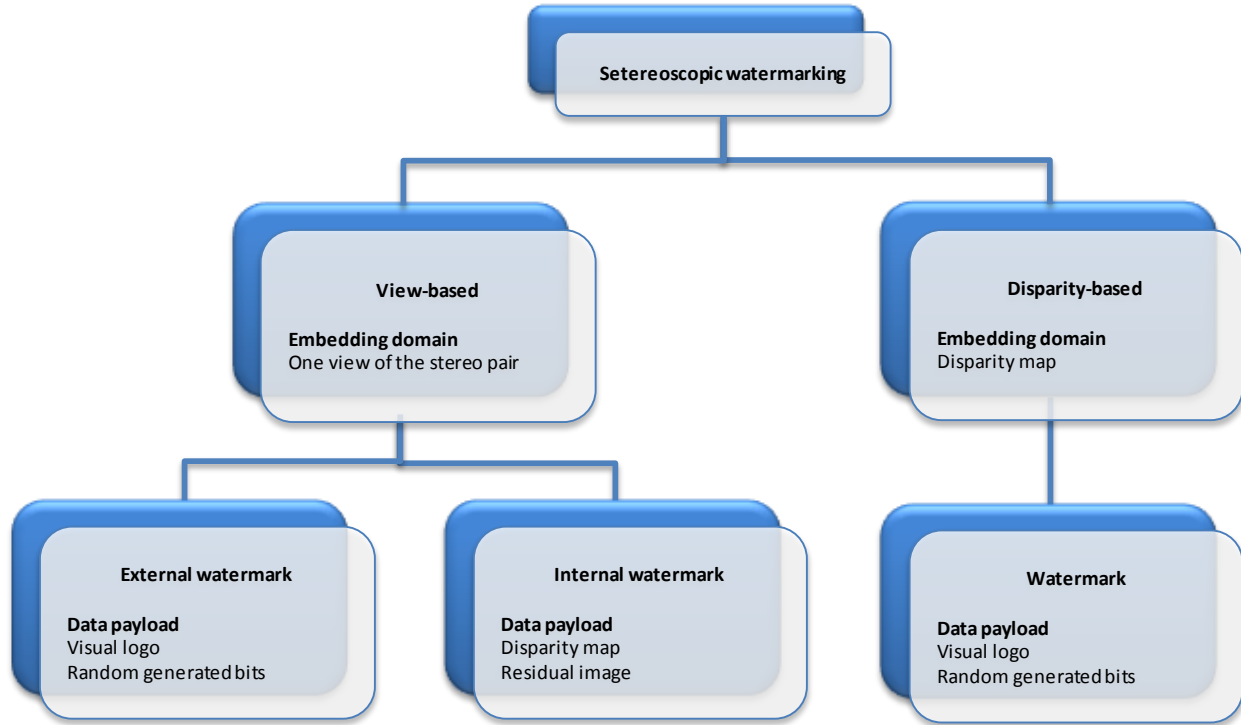 Setereoscopic watermarking
View-based
Embedding domain
One view of the stereo pair
Disparity-based
Embedding domain
Disparity map
External watermark
Data payload
Visual logo
Random generated bits
Internal watermark
Data payload
Disparity map
Residual image
Watermark
Data payload
Visual logo
Random generated bits